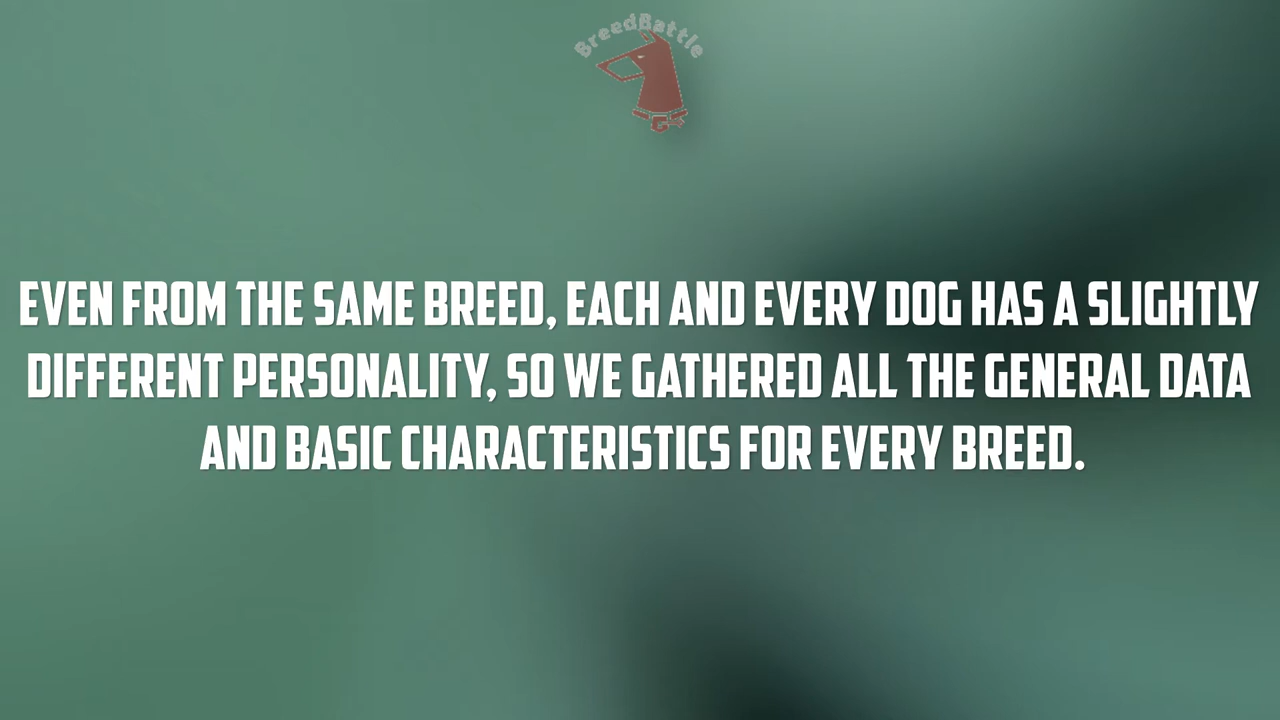 BreedBattle
EVEN FROM THE SAME BREED, EACH AND EVERY DOG HAS A SLIGHTLY
DIFFERENT PERSONALITY, SO WE GATHERED ALL THE GENERAL DATA
AND BASIC CHARACTERISTICS FOR EVERY BREED.